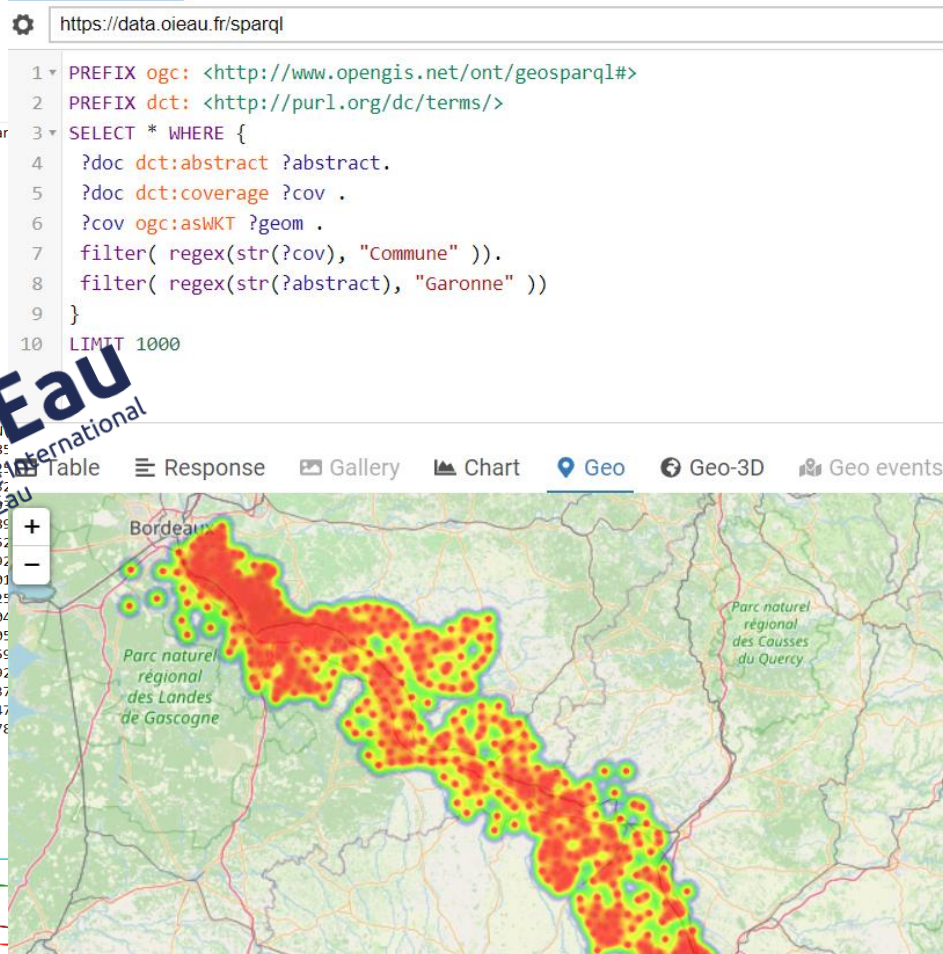 https://data.oieau.fr/sparql
1 PREFIX ogc: <http://www.opengis.net/ont/geosparql#>
2 PREFIX dct: <http://purl.org/dc/terms/>
3 SELECT * WHERE {
4 ?doc dct:abstract ?abstract.
5 ?doc dct:coverage ?cov .
6 ?cov ogc:asWKT ?geom .
7 filter( regex(str(?cov), "Commune" )).
8 filter( regex(str(?abstract), "Garonne" ))
9 }
10 LIMIT 1000
Eau
International
eau
Table Response Gallery Chart Geo Geo-3D Geo events
+
−
Bordeaux
Parc naturel
régional
des Causses
du Quercy
Parc naturel
régional
des Landes
de Gascogne